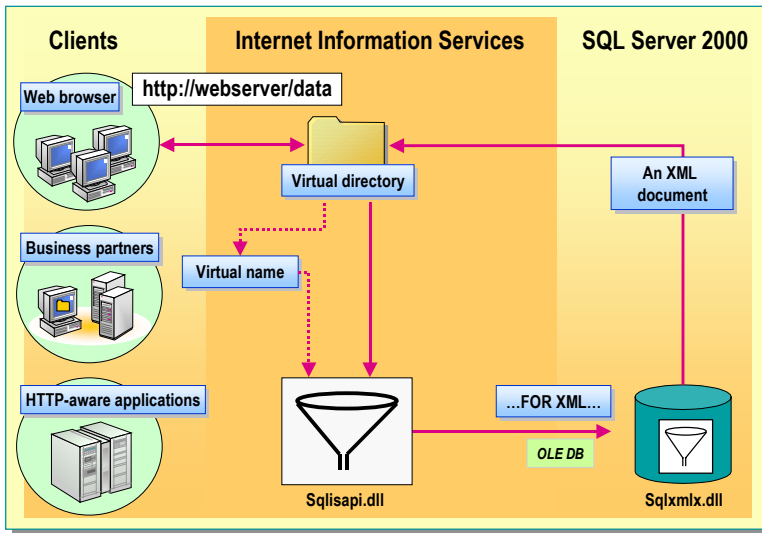 Clients
Internet Information Services
SQL Server 2000
Web browser
http://webserver/data
Virtual directory
An XML
document
Business partners
Virtual name
HTTP-aware applications
...FOR XML...
OLE DB
Sqlisapi.dll
Sqlxmlx.dll